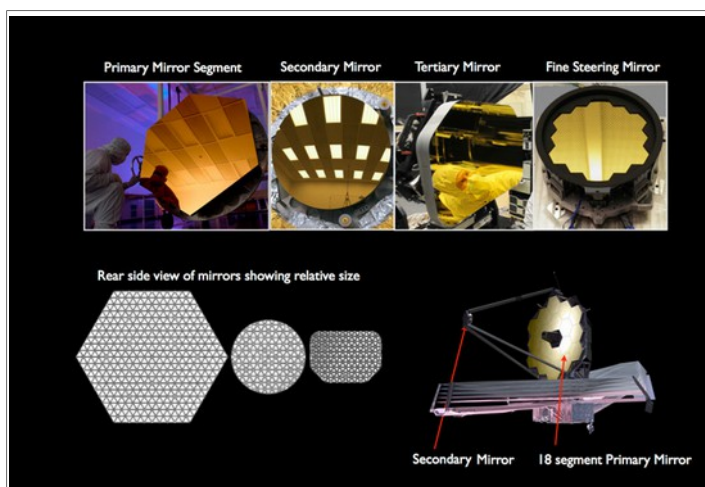 Primary Mirror Segment
Secondary Mirror
Tertiary Mirror
Fine Steering Mirror
Rear side view of mirrors showing relative size
Secondary Mirror
18 segment Primary Mirror